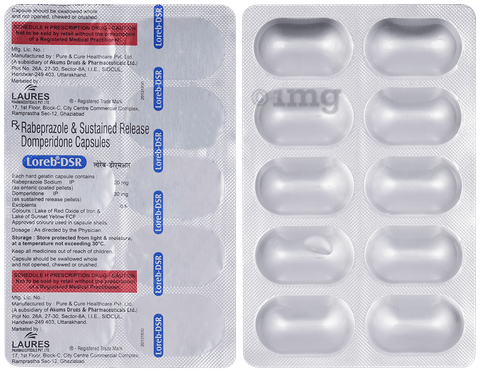 Capsule should be swallowed whole
and not opened, chewed or crushed.
SCHEDULE H PRESCRIPTION DRUG - CAUTION
Not to be sold by retail without the prescription
of a Registered Medical Practitioner.
Mfg. Lic. No.
Manufactured by : Pure & Cure Healthcare Pvt. Ltd.
(A subsidiary of Akums Drugs & Pharmaceuticals Ltd.)
Plot No. 26A, 27-30, Sector-8A, I.I.E., SIDCUL,
Haridwar-249 403, Uttarakhand.
Marketed by :
LAURES
PHARMACEUTICALS PVT. LTD.
® - Registered Trade Mark
17, 1st Floor, Block-C, City Centre Commercial Complex,
Ramprastha Sec-12, Ghaziabad
Rx Rabeprazole & Sustained Release
Domperidone Capsules
Loreb®-DSR लोरेब-डीएसआर
Each hard gelatin capsule contains :
Rabeprazole Sodium IP 20 mg
(as enteric coated pellets)
Domperidone IP 30 mg
(as sustained release pellets)
Excipients q.s.
Colours : Lake of Red Oxide of Iron &
Lake of Sunset Yellow FCF
Approved colours used in capsule shells.
Dosage : As directed by the Physician.
Storage : Store protected from light & moisture,
at a temperature not exceeding 30°C.
Keep all medicines out of reach of children.
Capsule should be swallowed whole
and not opened, chewed or crushed.
SCHEDULE H PRESCRIPTION DRUG - CAUTION
Not to be sold by retail without the prescription
of a Registered Medical Practitioner.
Mfg. Lic. No.
Manufactured by : Pure & Cure Healthcare Pvt. Ltd.
(A subsidiary of Akums Drugs & Pharmaceuticals Ltd.)
Plot No. 26A, 27-30, Sector-8A, I.I.E., SIDCUL,
Haridwar-249 403, Uttarakhand.
Marketed by :
LAURES
PHARMACEUTICALS PVT. LTD.
® - Registered Trade Mark
17, 1st Floor, Block-C, City Centre Commercial Complex,
Ramprastha Sec-12, Ghaziabad
Loreb-DSR
Loreb-DSR
Loreb-DSR
Loreb-DSR
Loreb-DSR
1mg